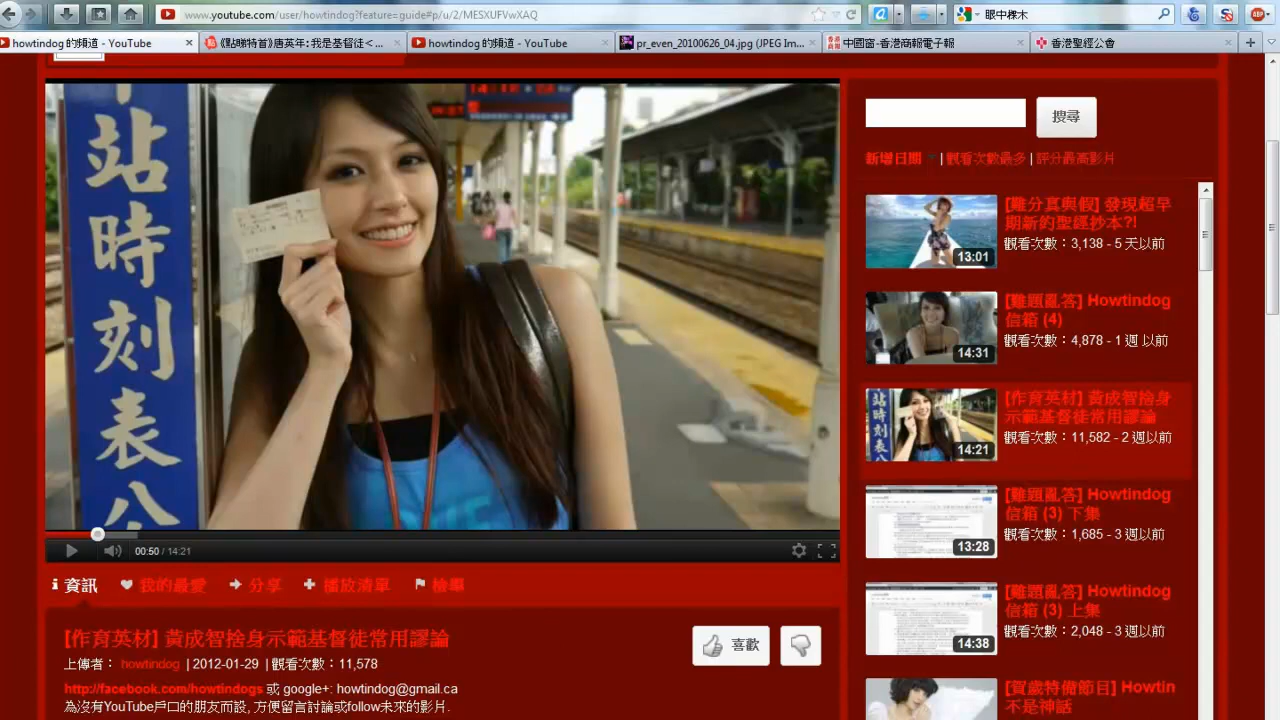 www.youtube.com/user/howtindog?feature=guide#p/u/2/MESXUFVwXAQ
眼中樑木
howtindog 的頻道 - YouTube
《點睇特首》唐英年:我是基督徒<...
howtindog 的頻道 - YouTube
pr_even_20100626_04.jpg (JPEG Im...
中國窗-香港商報電子報
香港聖經公會
站時刻表
搜尋
新增日期 | 觀看次數最多 | 評分最高影片
[難分真與假] 發現超早
期新約聖經抄本?!
觀看次數:3,138 - 5 天以前
13:01
[難題亂答] Howtindog
信箱 (4)
觀看次數:4,878 - 1 週 以前
14:31
[作育英材] 黃成智捨身
示範基督徒常用謬論
觀看次數:11,582 - 2 週以前
站時刻表
14:21
[難題亂答] Howtindog
信箱 (3) 下集
觀看次數:1,685 - 3 週以前
13:28
[難題亂答] Howtindog
信箱 (3) 上集
觀看次數:2,048 - 3 週以前
14:38
[賀歲特備節目] Howtin
不是神話
00:50 / 14:21
資訊 我的最愛 分享 播放清單 檢舉
[作育英材] 黃成智捨身示範基督徒常用謬論
喜歡
上傳者: howtindog | 2012-01-29 | 觀看次數:11,578
http://facebook.com/howtindogs 或 google+: howtindog@gmail.ca
為沒有YouTube戶口的朋友而設, 方便留言討論或follow未來的影片.